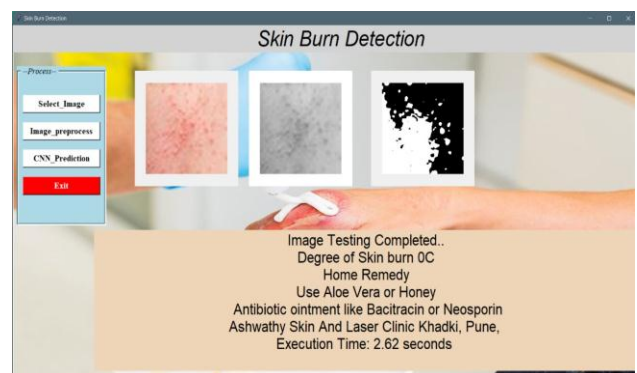 Skin Burn Detection
Skin Burn Detection
--Process--
Select_Image
Image_preprocess
CNN_Prediction
Exit
Image Testing Completed..
Degree of Skin burn 0C
Home Remedy
Use Aloe Vera or Honey
Antibiotic ointment like Bacitracin or Neosporin
Ashwathy Skin And Laser Clinic Khadki, Pune,
Execution Time: 2.62 seconds